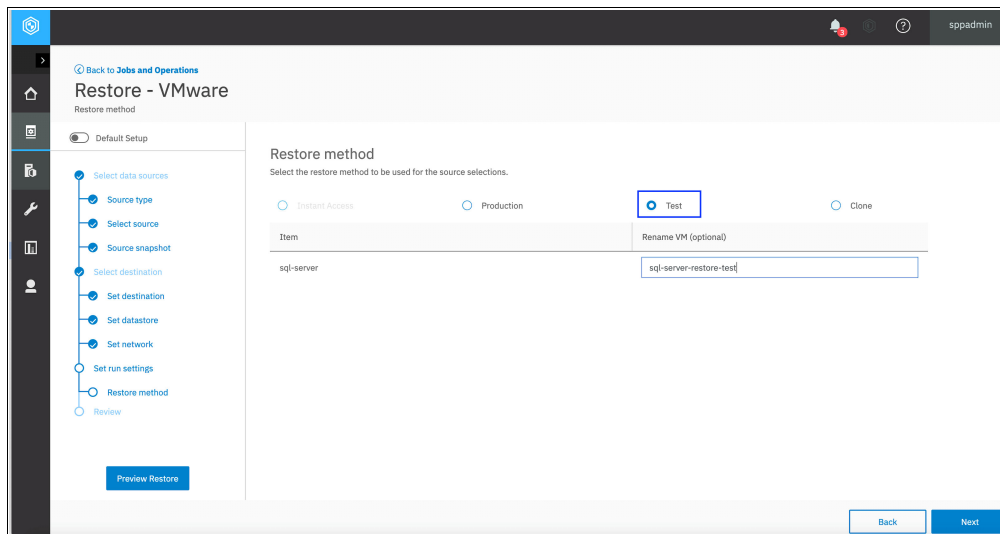 3
sppadmin
Back to Jobs and Operations
Restore - VMware
Restore method
Default Setup
Select data sources
Source type
Select source
Source snapshot
Select destination
Set destination
Set datastore
Set network
Set run settings
Restore method
Review
Preview Restore
Restore method
Select the restore method to be used for the source selections.
Instant Access
Production
Test
Clone
Item
Rename VM (optional)
sql-server
sql-server-restore-test
Back
Next